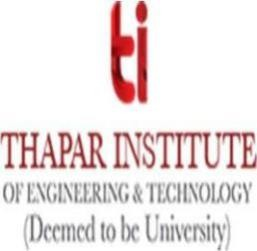 ti
THAPAR INSTITUTE
OF ENGINEERING & TECHNOLOGY
(Deemed to be University)